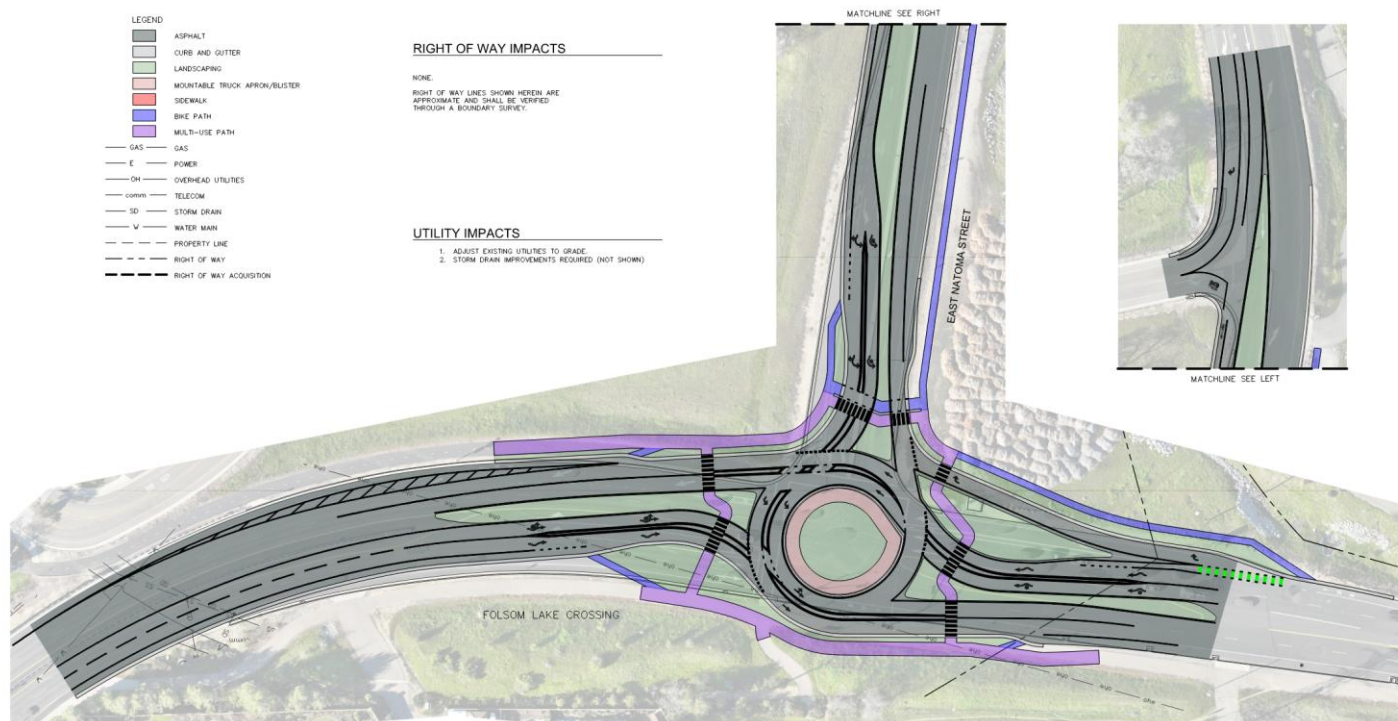 LEGEND
ASPHALT
CURB AND GUTTER
LANDSCAPING
MOUNTABLE TRUCK APRON/BLISTER
SIDEWALK
BIKE PATH
MULTI-USE PATH
GAS GAS
E POWER
OH OVERHEAD UTILITIES
comm TELECOM
SD STORM DRAIN
W WATER MAIN
PROPERTY LINE
RIGHT OF WAY
RIGHT OF WAY ACQUISITION
RIGHT OF WAY IMPACTS
NONE.
RIGHT OF WAY LINES SHOWN HEREIN ARE
APPROXIMATE AND SHALL BE VERIFIED
THROUGH A BOUNDARY SURVEY.
UTILITY IMPACTS
1. ADJUST EXISTING UTILITIES TO GRADE.
2. STORM DRAIN IMPROVEMENTS REQUIRED (NOT SHOWN)
MATCHLINE SEE RIGHT
EAST NATOMA STREET
MATCHLINE SEE LEFT
FOLSOM LAKE CROSSING